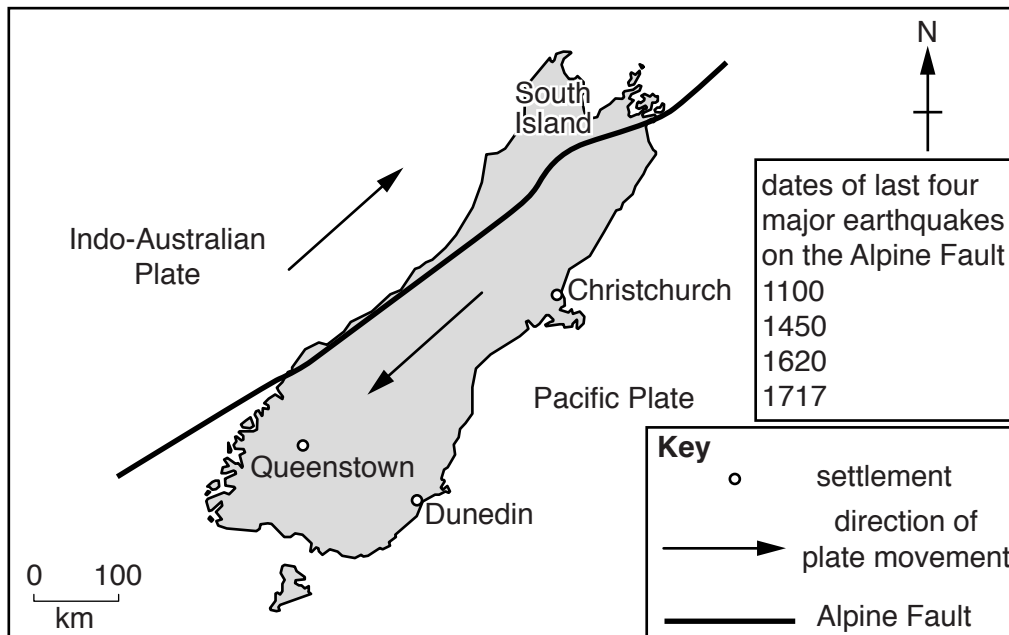 N
South
Island
Indo-Australian
Plate
dates of last four
major earthquakes
on the Alpine Fault
1100
1450
1620
1717
Christchurch
Pacific Plate
Queenstown
Dunedin
Key
settlement
direction of
plate movement
Alpine Fault
0 100
km